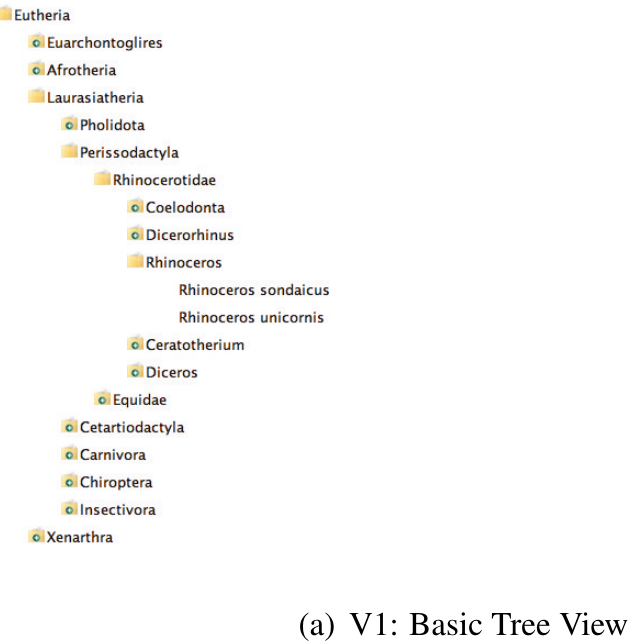 Eutheria
Euarchontoglires
Afrotheria
Laurasiatheria
Pholidota
Perissodactyla
Rhinocerotidae
Coelodonta
Dicerorhinus
Rhinoceros
Rhinoceros sondaicus
Rhinoceros unicornis
Ceratotherium
Diceros
Equidae
Cetartiodactyla
Carnivora
Chiroptera
Insectivora
Xenarthra
(a) V1: Basic Tree View